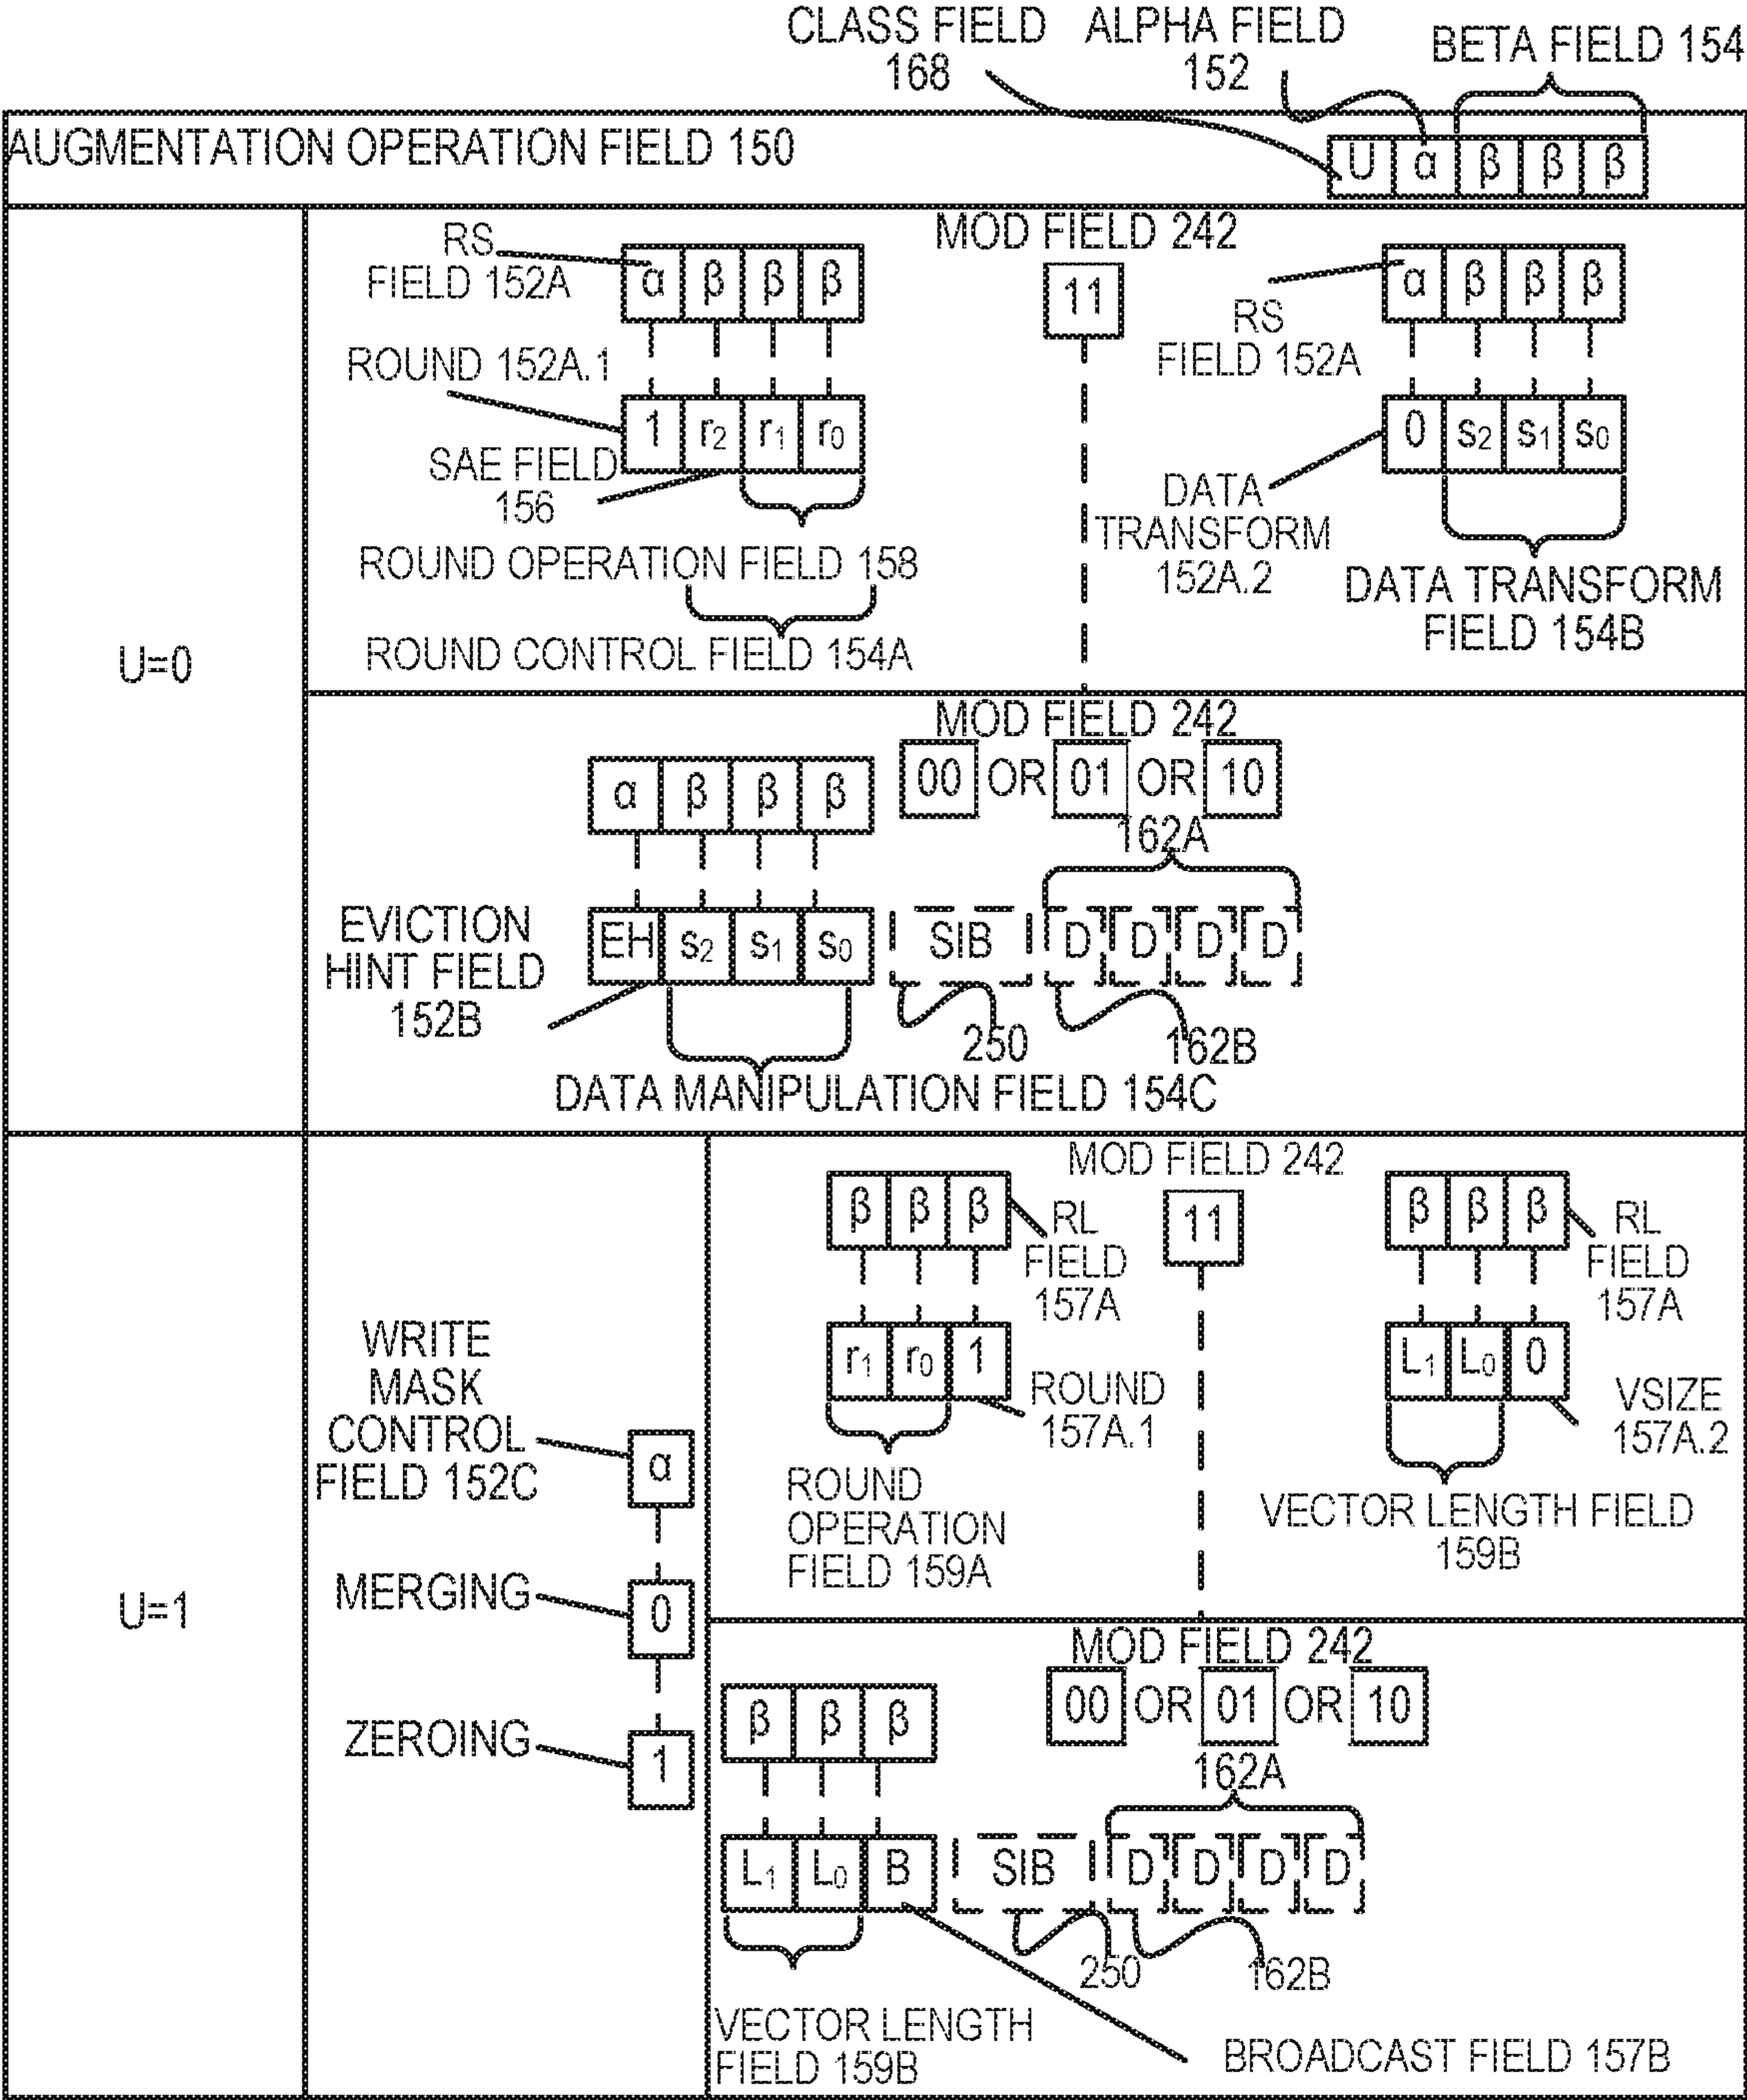 CLASS FIELD
168
ALPHA FIELD
152
BETA FIELD 154
AUGMENTATION OPERATION FIELD 150
U α β β β
U=0
RS
FIELD 152A
α β β β
MOD FIELD 242
11
α β β β
RS
FIELD 152A
ROUND 152A.1
1 r₂ r₁ r₀
0 s₂ s₁ s₀
SAE FIELD
156
DATA
TRANSFORM
152A.2
ROUND OPERATION FIELD 158
ROUND CONTROL FIELD 154A
DATA TRANSFORM
FIELD 154B
MOD FIELD 242
00 OR 01 OR 10
α β β β
162A
EVICTION
HINT FIELD
152B
EH s₂ s₁ s₀ SIB D D D D
250
162B
DATA MANIPULATION FIELD 154C
U=1
WRITE
MASK
CONTROL
FIELD 152C
α
MERGING
0
ZEROING
1
MOD FIELD 242
11
β β β
RL
FIELD
157A
r₁ r₀ 1
ROUND
157A.1
ROUND
OPERATION
FIELD 159A
β β β
RL
FIELD
157A
L₁ L₀ 0
VSIZE
157A.2
VECTOR LENGTH FIELD
159B
MOD FIELD 242
00 OR 01 OR 10
β β β
162A
L₁ L₀ B SIB D D D D
250
162B
VECTOR LENGTH
FIELD 159B
BROADCAST FIELD 157B